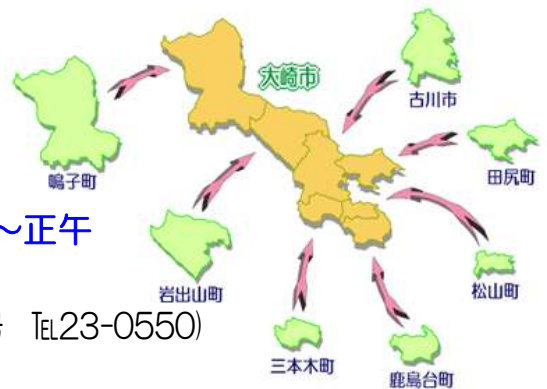 大崎市
古川市
鳴子町
田尻町
～正午
岩出山町
松山町
号 ℡23-0550)
三本木町
鹿島台町